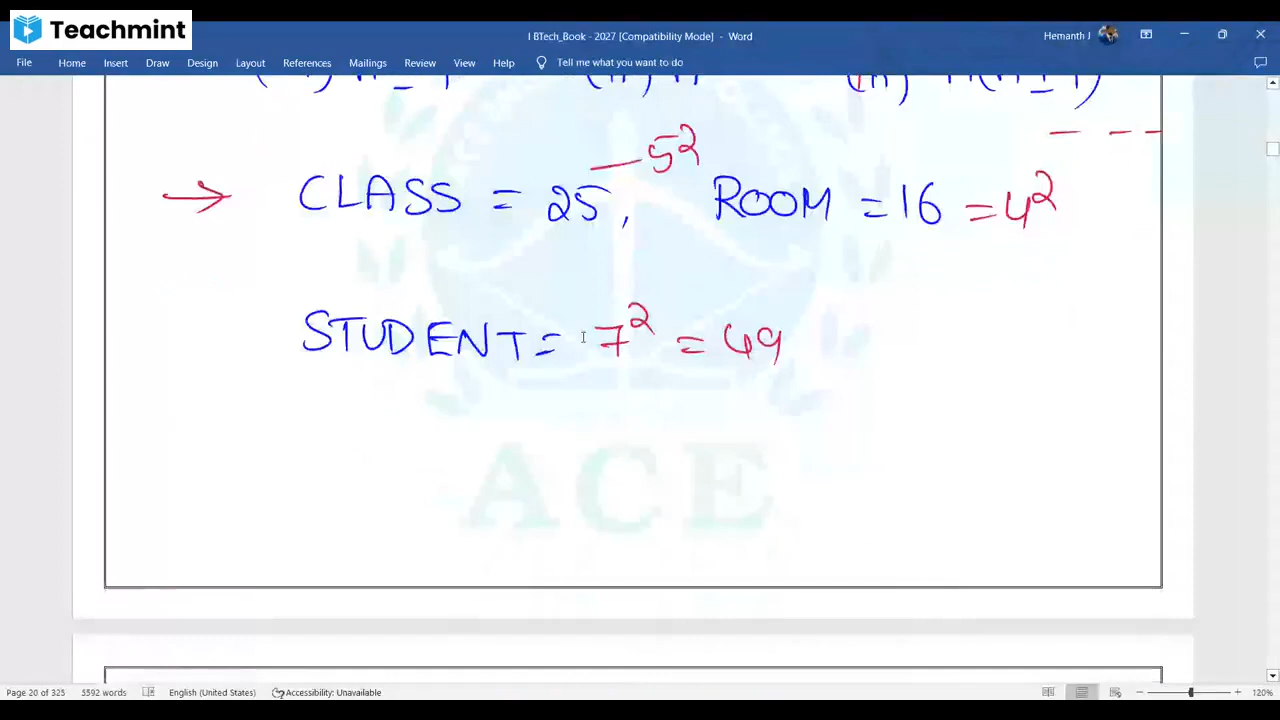 Teachmint
I BTech_Book - 2027 [Compatibility Mode] - Word
Hemanth J
File Home Insert Draw Design Layout References Mailings Review View Help Tell me what you want to do
→ CLASS = 25, — 5² ROOM = 16 = 4²
STUDENT = 7² = 49
ACE
Page 20 of 325 5592 words English (United States) Accessibility: Unavailable 120%